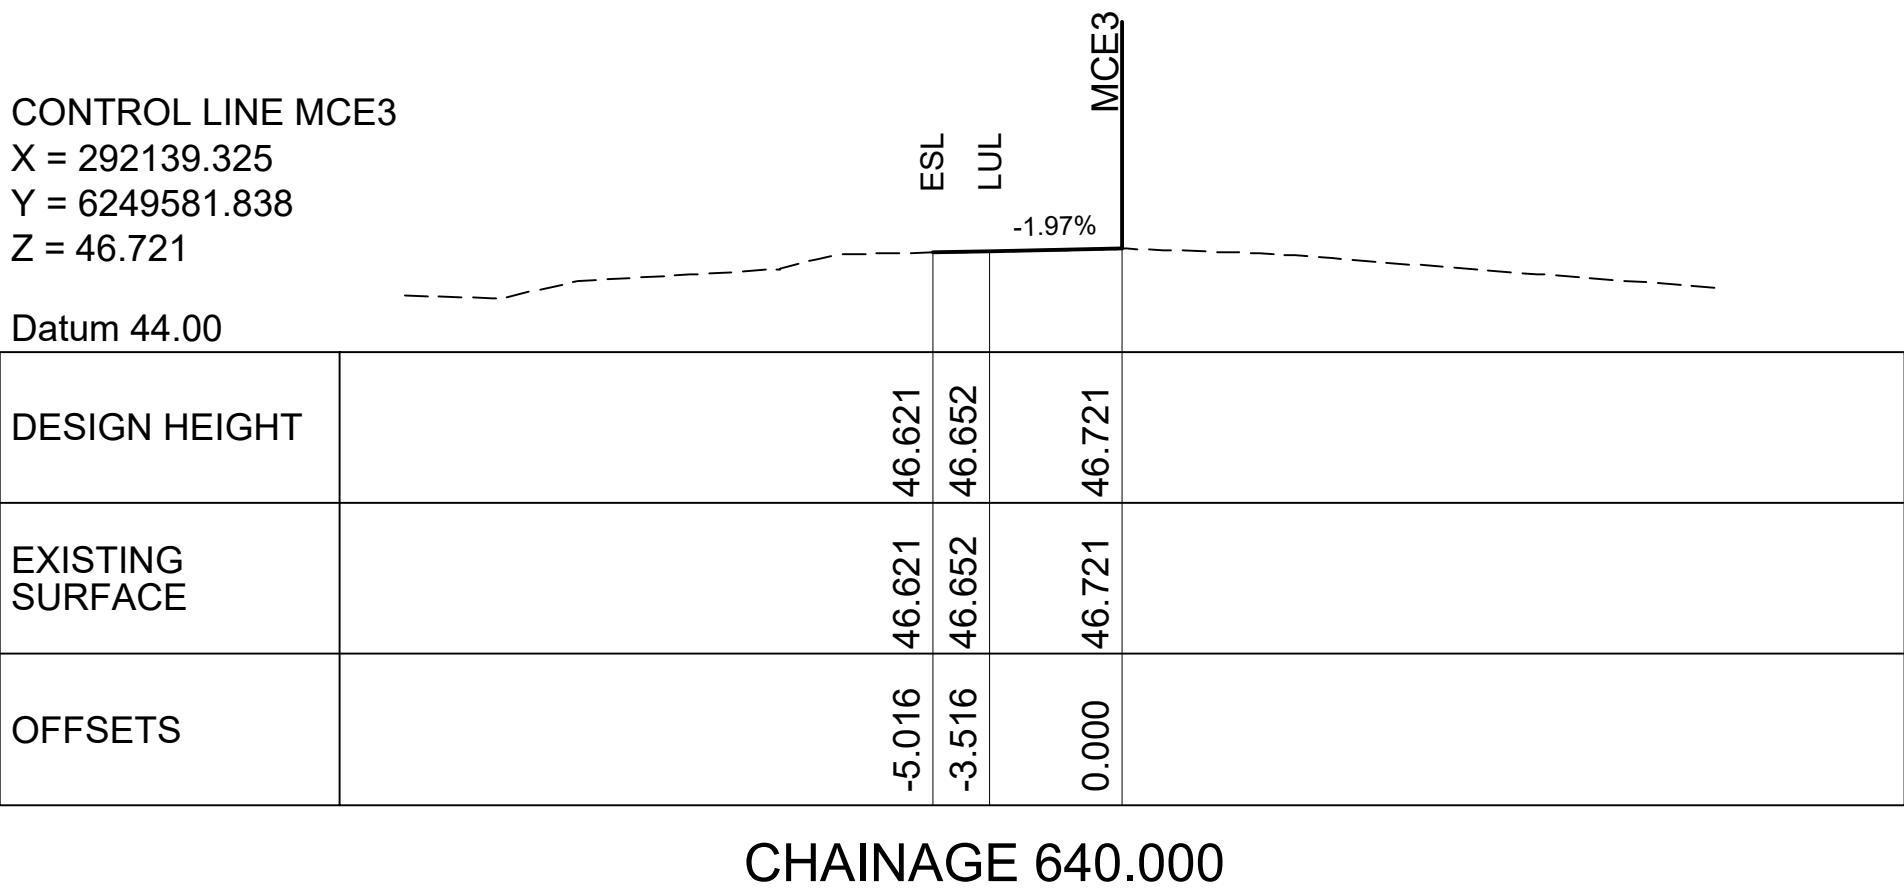 MCE3
CONTROL LINE MCE3
X = 292139.325
Y = 6249581.838
Z = 46.721
ESL
LUL
-1.97%
Datum 44.00
DESIGN HEIGHT
46.621
46.652
46.721
EXISTING
SURFACE
46.621
46.652
46.721
OFFSETS
-5.016
-3.516
0.000
CHAINAGE 640.000